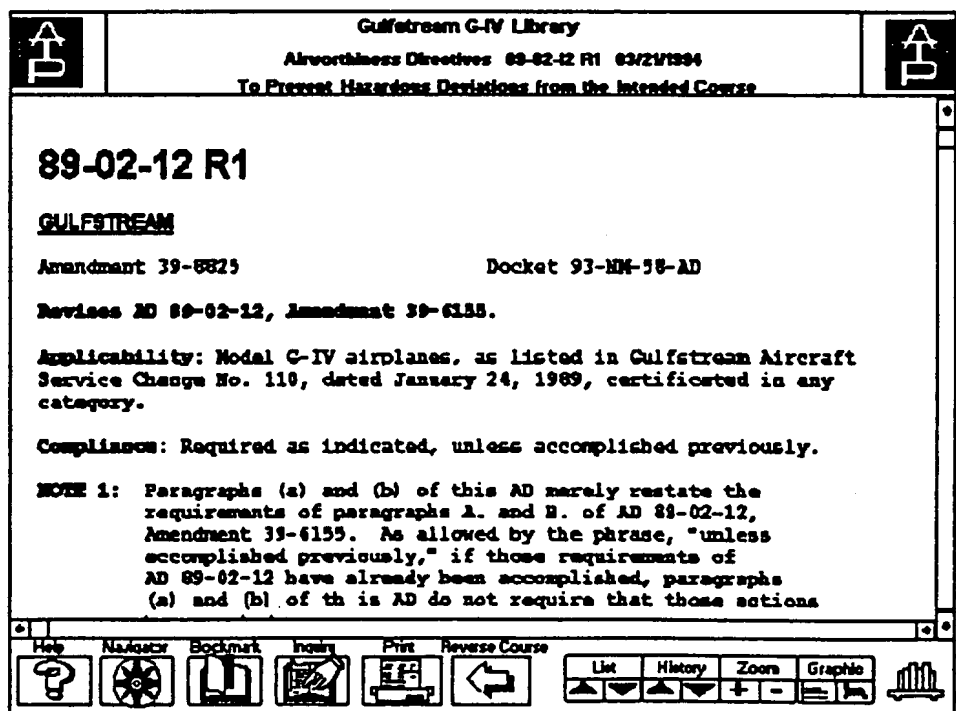 ATP
Gulfstream G-IV Library
ATP
Airworthiness Directives 89-02-12 R1 03/21/1994
To Prevent Hazardous Deviations from the Intended Course
89-02-12 R1
GULFSTREAM
Amendment 39-8825 Docket 93-NM-58-AD
Revises AD 89-02-12, Amendment 39-6155.
Applicability: Model G-IV airplanes, as listed in Gulfstream Aircraft
Service Change No. 110, dated January 24, 1989, certificated in any
category.
Compliance: Required as indicated, unless accomplished previously.
NOTE 1: Paragraphs (a) and (b) of this AD merely restate the
requirements of paragraphs A. and B. of AD 89-02-12,
Amendment 39-6155. As allowed by the phrase, "unless
accomplished previously," if those requirements of
AD 89-02-12 have already been accomplished, paragraphs
(a) and (b) of th is AD do not require that those actions
Help Navigator Bookmark Inquiry Print Reverse Course
List History Zoom Graphic